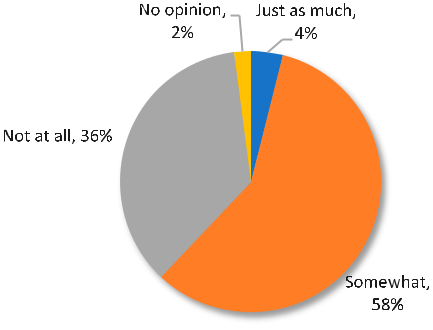 No opinion,
2%
Just as much,
4%
Not at all, 36%
Somewhat,
58%